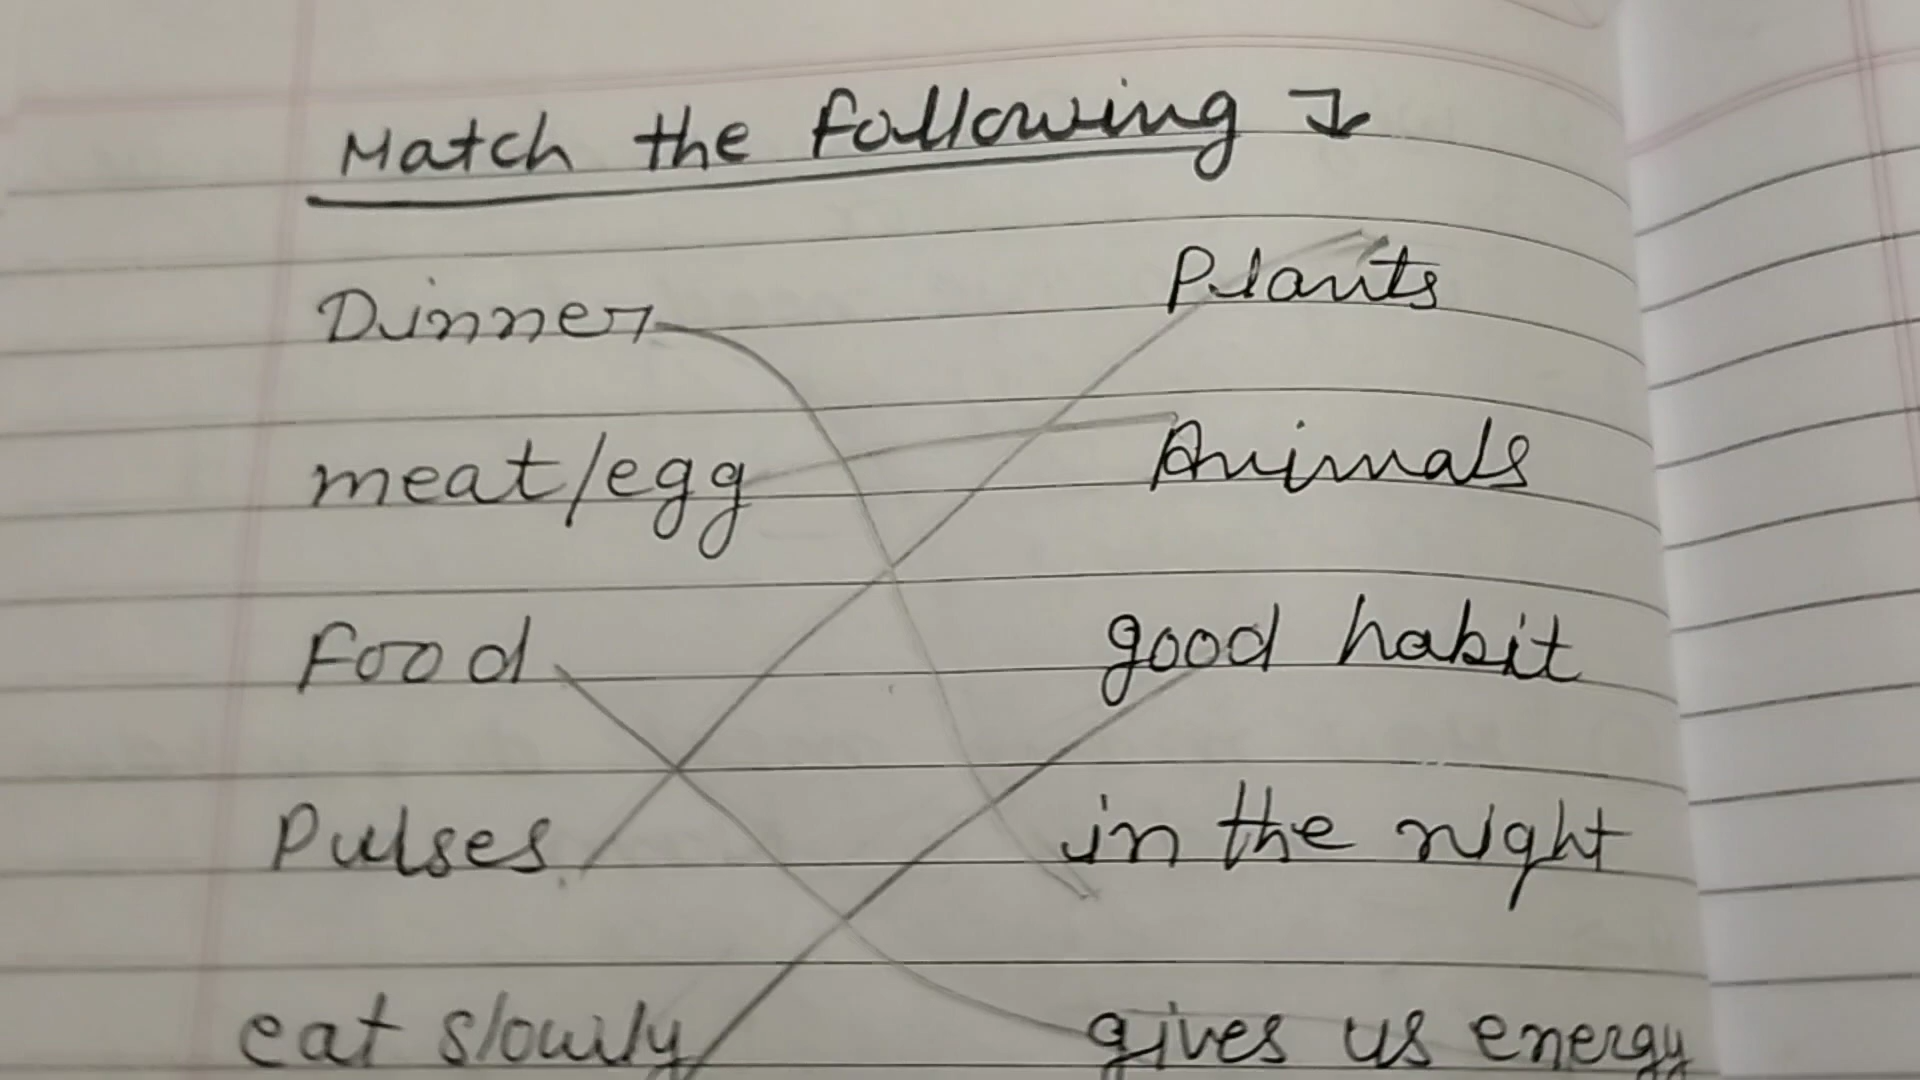 Match the following
Dinner Plants
meat/egg Animals
Food good habit
Pulses in the night
eat slowly gives us energy